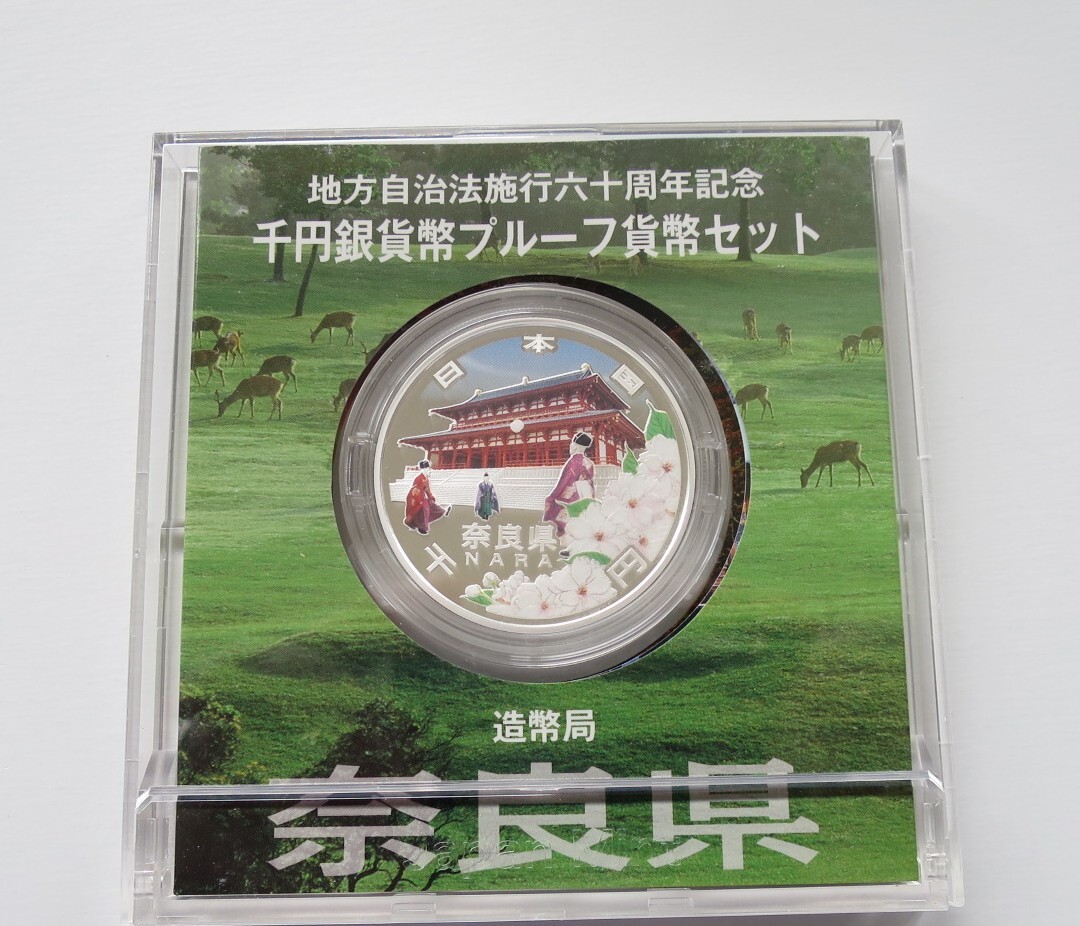 地方自治法施行六十周年記念
千円銀貨幣プルーフ貨幣セット
日本国
奈良県
NARA
千円
造幣局
奈良県
Japan Mint